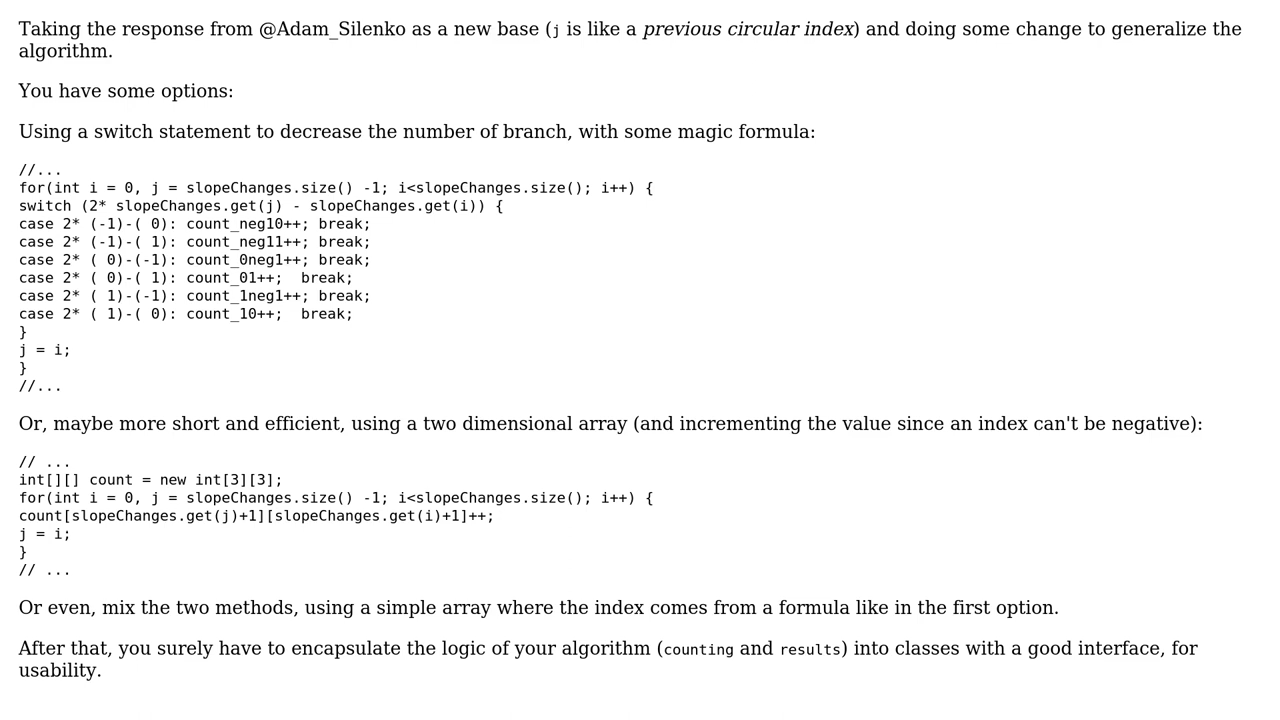 Taking the response from @Adam_Silenko as a new base (j is like a previous circular index) and doing some change to generalize the
algorithm.
You have some options:
Using a switch statement to decrease the number of branch, with some magic formula:
//...
for(int i = 0, j = slopeChanges.size() -1; i<slopeChanges.size(); i++) {
switch (2* slopeChanges.get(j) - slopeChanges.get(i)) {
case 2* (-1)-( 0): count_neg10++; break;
case 2* (-1)-( 1): count_neg11++; break;
case 2* ( 0)-(-1): count_0neg1++; break;
case 2* ( 0)-( 1): count_01++;  break;
case 2* ( 1)-(-1): count_1neg1++; break;
case 2* ( 1)-( 0): count_10++;  break;
}
j = i;
}
//...
Or, maybe more short and efficient, using a two dimensional array (and incrementing the value since an index can't be negative):
// ...
int[][] count = new int[3][3];
for(int i = 0, j = slopeChanges.size() -1; i<slopeChanges.size(); i++) {
count[slopeChanges.get(j)+1][slopeChanges.get(i)+1]++;
j = i;
}
// ...
Or even, mix the two methods, using a simple array where the index comes from a formula like in the first option.
After that, you surely have to encapsulate the logic of your algorithm (counting and results) into classes with a good interface, for
usability.